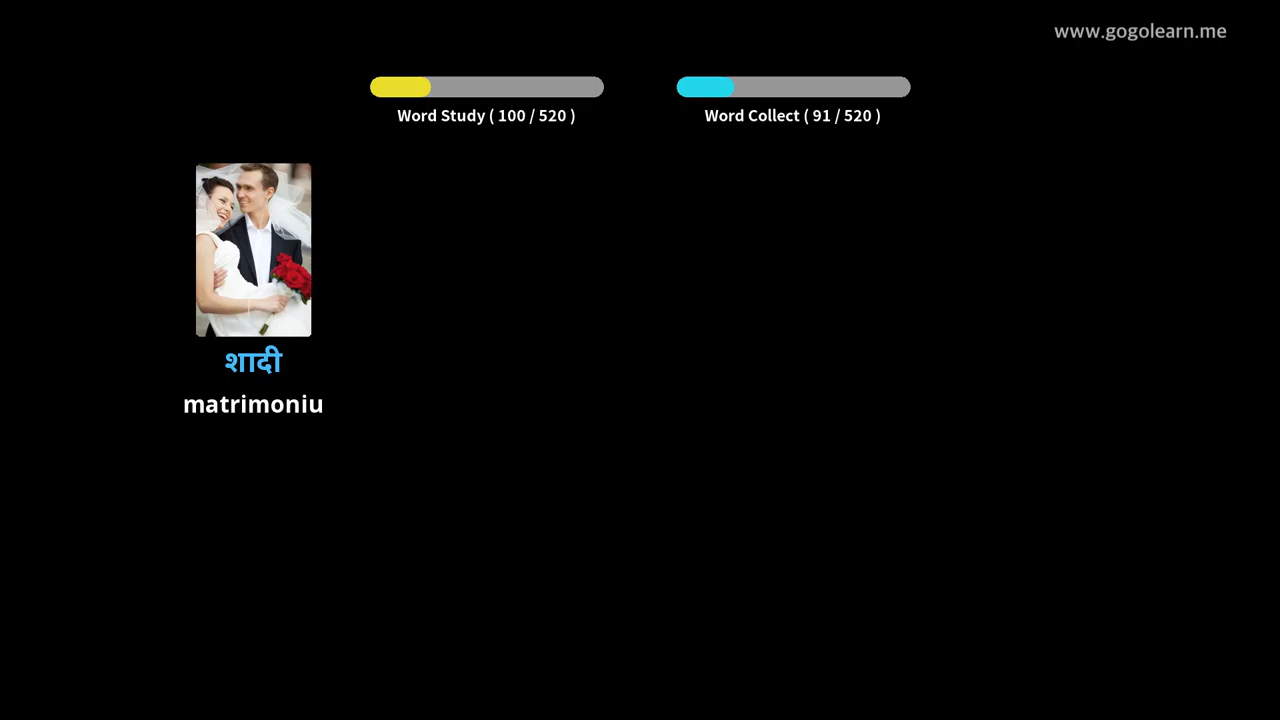 www.gogolearn.me
Word Study ( 100 / 520 )
Word Collect ( 91 / 520 )
शादी
matrimoniu